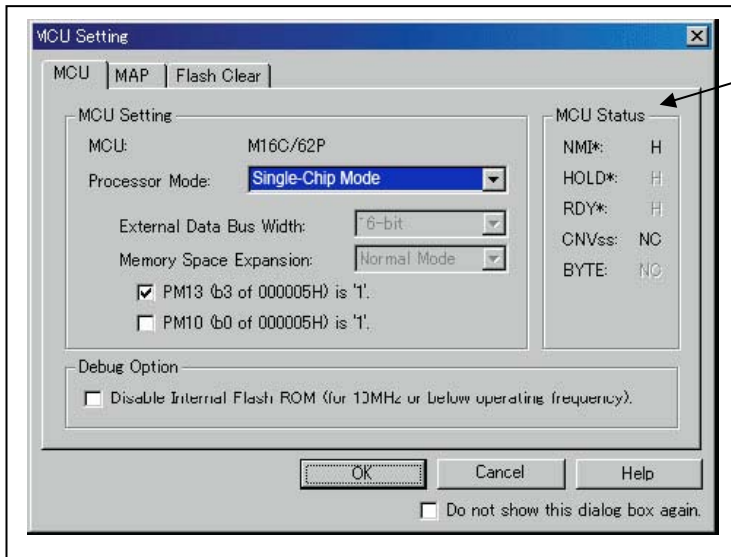 MCU Setting
MCU MAP Flash Clear
MCU Setting
MCU: M16C/62P
Processor Mode: Single-Chip Mode
External Data Bus Width: 16-bit
Memory Space Expansion: Normal Mode
PM13 (b3 of 000005H) is '1'.
PM10 (b0 of 000005H) is '1'.
MCU Status
NMI*: H
HOLD*: H
RDY*: H
CNVss: NC
BYTE: NC
Debug Option
Disable Internal Flash ROM (for 10MHz or below operating frequency).
OK Cancel Help
Do not show this dialog box again.